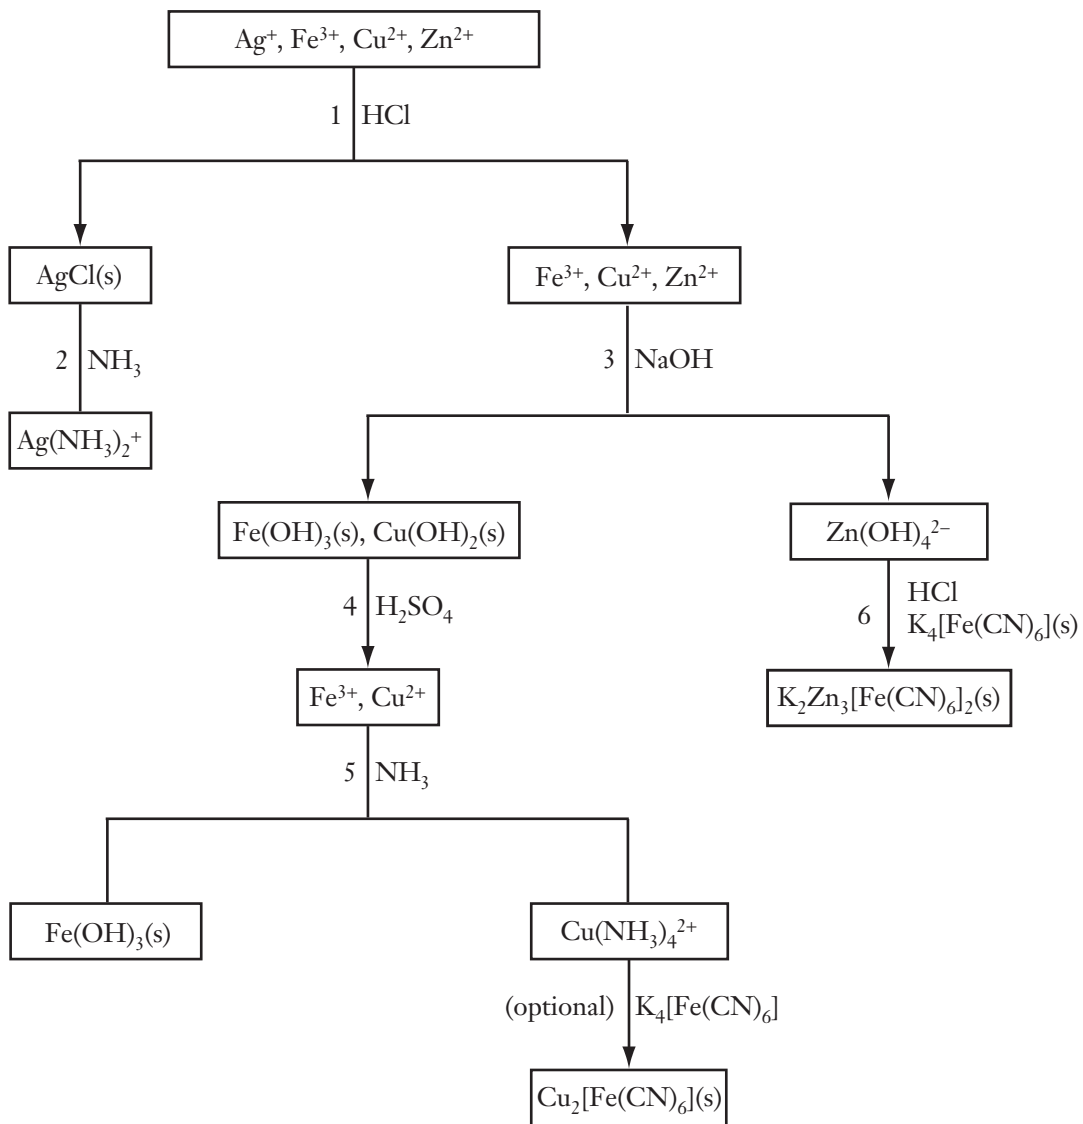 Ag⁺, Fe³⁺, Cu²⁺, Zn²⁺
1 HCl
AgCl(s)
Fe³⁺, Cu²⁺, Zn²⁺
2 NH₃
3 NaOH
Ag(NH₃)₂⁺
Fe(OH)₃(s), Cu(OH)₂(s)
Zn(OH)₄²⁻
4 H₂SO₄
6 HCl
K₄[Fe(CN)₆](s)
Fe³⁺, Cu²⁺
K₂Zn₃[Fe(CN)₆]₂(s)
5 NH₃
Fe(OH)₃(s)
Cu(NH₃)₄²⁺
(optional) K₄[Fe(CN)₆]
Cu₂[Fe(CN)₆](s)